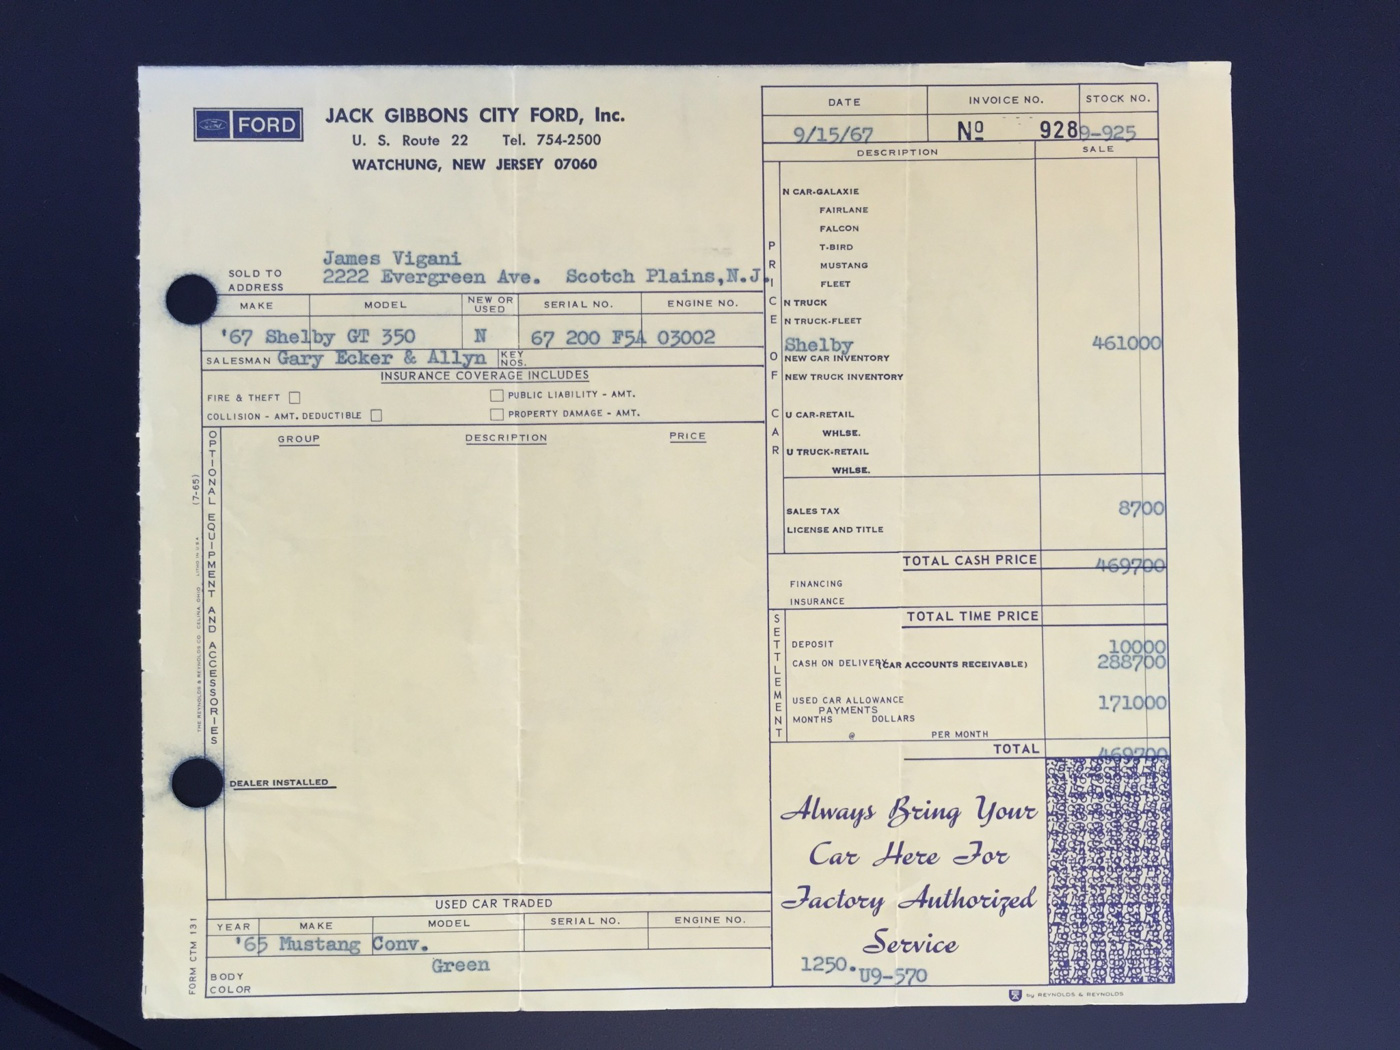 FORD
JACK GIBBONS CITY FORD, Inc.
U. S. Route 22 Tel. 754-2500
WATCHUNG, NEW JERSEY 07060
DATE INVOICE NO. STOCK NO.
9/15/67 Nº 928 9-925
DESCRIPTION SALE
SOLD TO James Vigani
ADDRESS 2222 Evergreen Ave. Scotch Plains,N.J.
MAKE MODEL NEW OR USED SERIAL NO. ENGINE NO.
'67 Shelby GT 350 N 67 200 F5A 03002
SALESMAN Gary Ecker & Allyn KEY NOS.
INSURANCE COVERAGE INCLUDES
FIRE & THEFT PUBLIC LIABILITY - AMT.
COLLISION - AMT. DEDUCTIBLE PROPERTY DAMAGE - AMT.
OPTIONAL EQUIPMENT AND ACCESSORIES
GROUP DESCRIPTION PRICE
DEALER INSTALLED
USED CAR TRADED
YEAR MAKE MODEL SERIAL NO. ENGINE NO.
'65 Mustang Conv.
Green
BODY
COLOR
PRICE OF CAR
N CAR-GALAXIE
FAIRLANE
FALCON
T-BIRD
MUSTANG
FLEET
N TRUCK
N TRUCK-FLEET
Shelby 461000
NEW CAR INVENTORY
NEW TRUCK INVENTORY
U CAR-RETAIL
WHLSE.
U TRUCK-RETAIL
WHLSE.
SALES TAX 8700
LICENSE AND TITLE
TOTAL CASH PRICE 469700
FINANCING
INSURANCE
TOTAL TIME PRICE
SETTLEMENT
DEPOSIT 10000
CASH ON DELIVERY (CAR ACCOUNTS RECEIVABLE) 288700
USED CAR ALLOWANCE 171000
PAYMENTS
MONTHS DOLLARS
@ PER MONTH
TOTAL 469700
Always Bring Your
Car Here For
Factory Authorized
Service
1250. U9-570
by REYNOLDS & REYNOLDS
FORM CTM 131
THE REYNOLDS & REYNOLDS CO. CELINA, OHIO LITHO IN U.S.A.
(7-65)